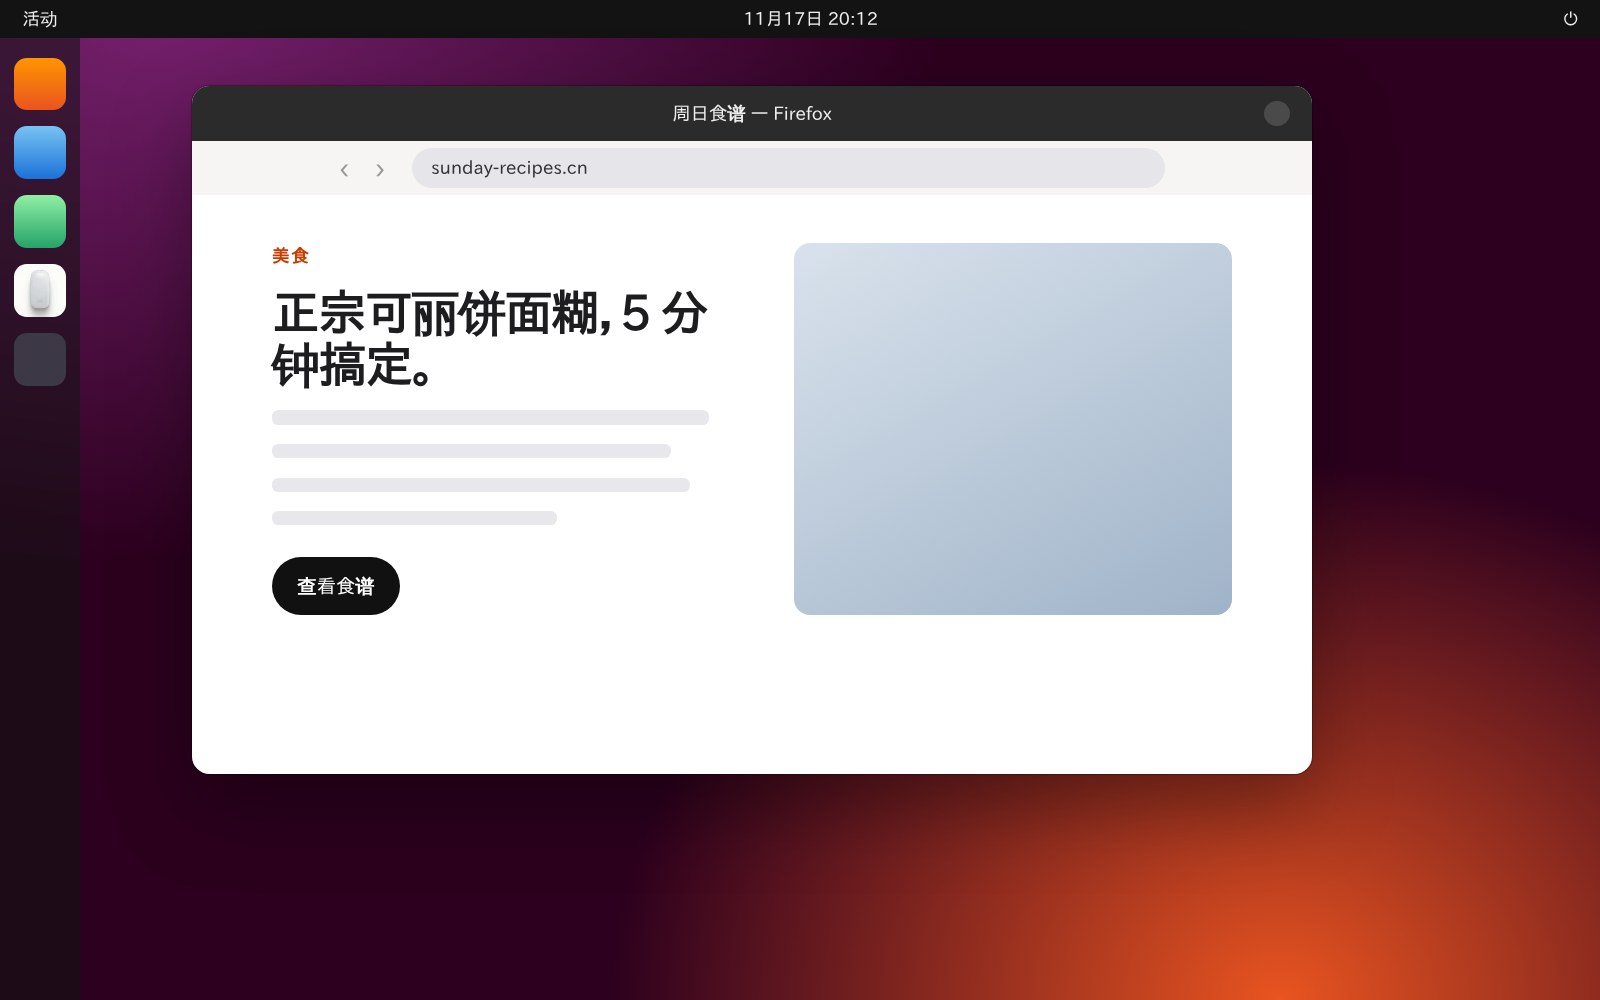 活动
11月17日 20:12
周日食谱 — Firefox
sunday-recipes.cn
美食
正宗可丽饼面糊, 5 分
钟搞定。
查看食谱